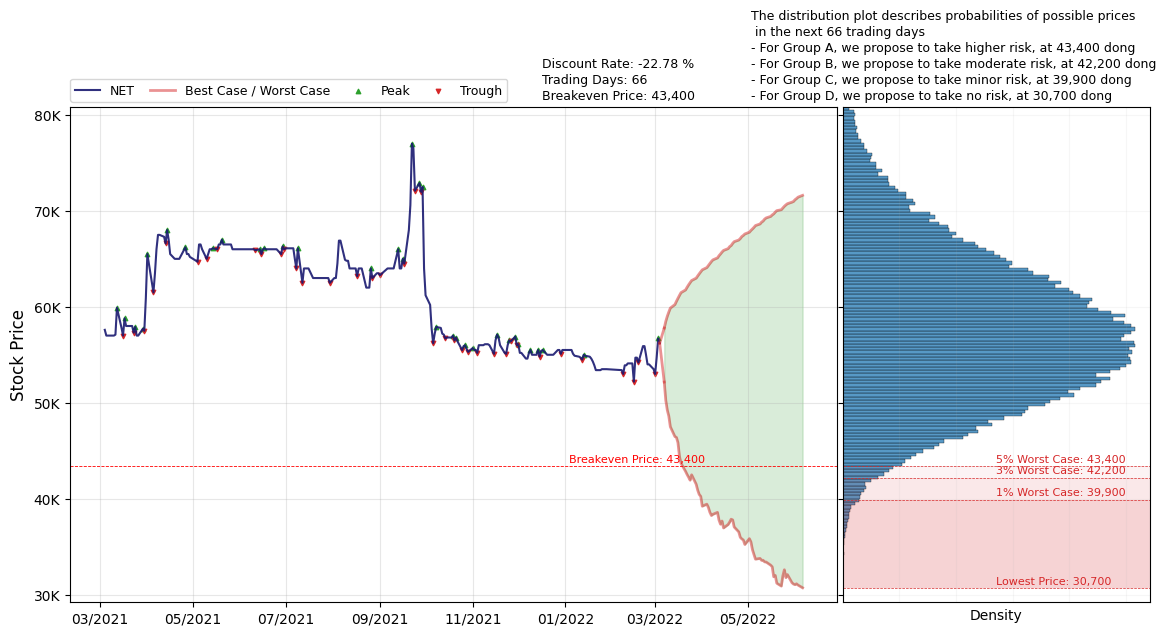 The distribution plot describes probabilities of possible prices
in the next 66 trading days
- For Group A, we propose to take higher risk, at 43,400 dong
- For Group B, we propose to take moderate risk, at 42,200 dong
- For Group C, we propose to take minor risk, at 39,900 dong
- For Group D, we propose to take no risk, at 30,700 dong
Discount Rate: -22.78 %
Trading Days: 66
Breakeven Price: 43,400
NET
Best Case / Worst Case
Peak
Trough
80K
70K
60K
50K
40K
30K
Stock Price
Breakeven Price: 43,400
5% Worst Case: 43,400
3% Worst Case: 42,200
1% Worst Case: 39,900
Lowest Price: 30,700
03/2021
05/2021
07/2021
09/2021
11/2021
01/2022
03/2022
05/2022
Density